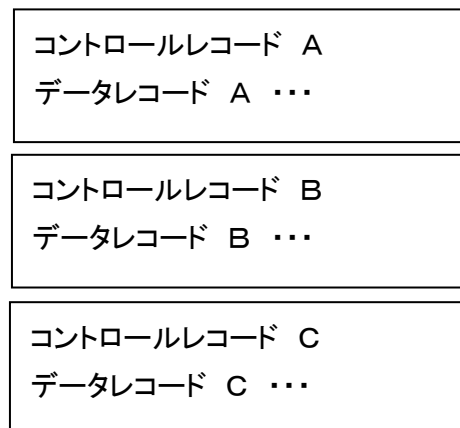 コントロールレコード　A
データレコード　A　・・・
コントロールレコード　B
データレコード　B　・・・
コントロールレコード　C
データレコード　C　・・・